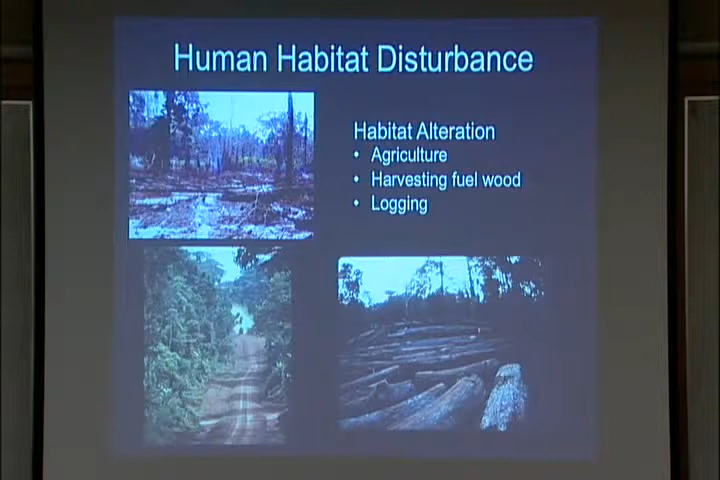 Human Habitat Disturbance
Habitat Alteration
• Agriculture
• Harvesting fuel wood
• Logging